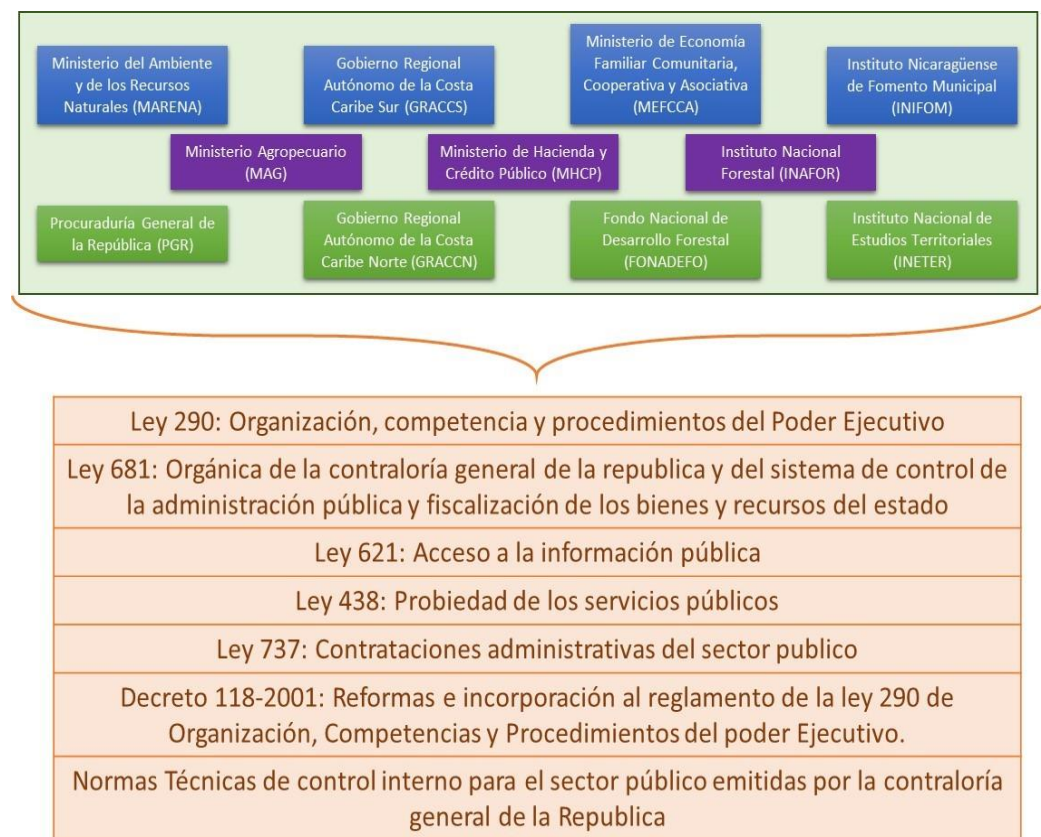 Ministerio del Ambiente
y de los Recursos
Naturales (MARENA)
Gobierno Regional
Autónomo de la Costa
Caribe Sur (GRACCS)
Ministerio de Economía
Familiar Comunitaria,
Cooperativa y Asociativa
(MEFCCA)
Instituto Nicaragüense
de Fomento Municipal
(INIFOM)
Ministerio Agropecuario
(MAG)
Ministerio de Hacienda y
Crédito Público (MHCP)
Instituto Nacional
Forestal (INAFOR)
Procuraduría General de
la República (PGR)
Gobierno Regional
Autónomo de la Costa
Caribe Norte (GRACCN)
Fondo Nacional de
Desarrollo Forestal
(FONADEFO)
Instituto Nacional de
Estudios Territoriales
(INETER)
Ley 290: Organización, competencia y procedimientos del Poder Ejecutivo
Ley 681: Orgánica de la contraloría general de la republica y del sistema de control de
la administración pública y fiscalización de los bienes y recursos del estado
Ley 621: Acceso a la información pública
Ley 438: Probiedad de los servicios públicos
Ley 737: Contrataciones administrativas del sector publico
Decreto 118-2001: Reformas e incorporación al reglamento de la ley 290 de
Organización, Competencias y Procedimientos del poder Ejecutivo.
Normas Técnicas de control interno para el sector público emitidas por la contraloría
general de la Republica